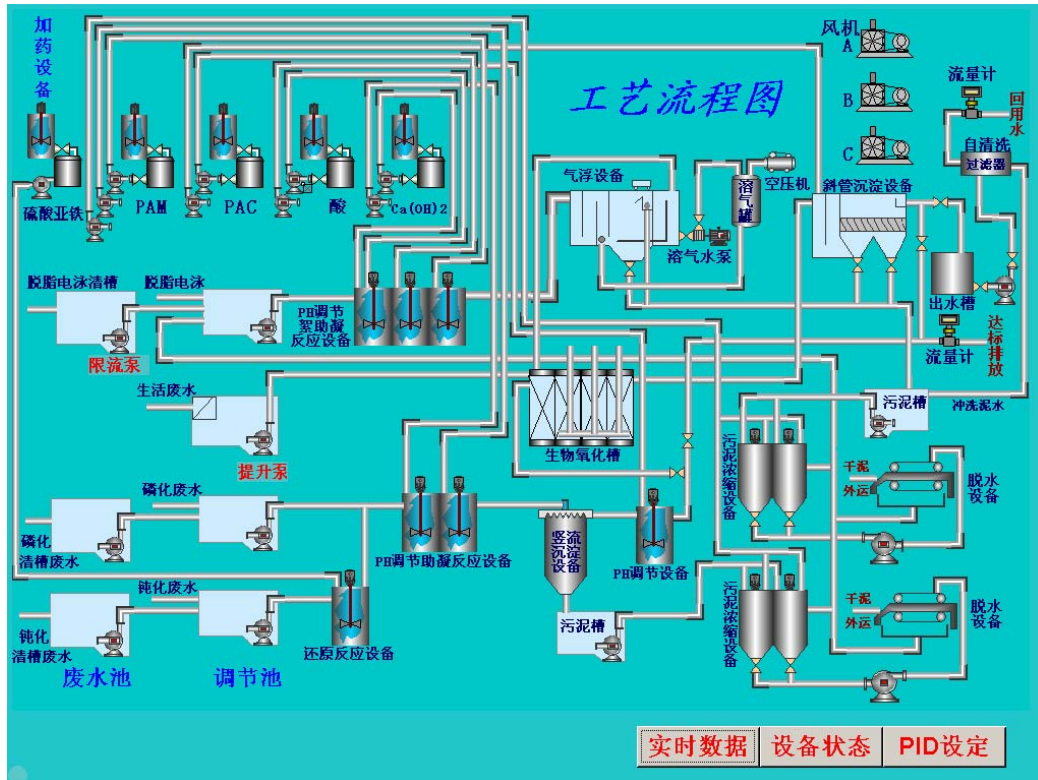 加药设备
工艺流程图
风机
A
B
C
流量计
回用水
自清洗
过滤器
硫酸亚铁
PAM
PAC
酸
Ca(OH)2
气浮设备
溶气罐
空压机
溶气水泵
斜管沉淀设备
出水槽
脱脂电泳清槽
脱脂电泳
限流泵
PH调节
絮助凝
反应设备
流量计
达标排放
生活废水
提升泵
生物氧化槽
污泥槽
冲洗泥水
污泥浓缩设备
干泥
外运
脱水
设备
磷化废水
磷化
清槽废水
PH调节助凝反应设备
竖流
沉淀
设备
PH调节设备
钝化废水
钝化
清槽废水
还原反应设备
污泥槽
污泥浓缩设备
干泥
外运
脱水
设备
废水池
调节池
实时数据
设备状态
PID设定